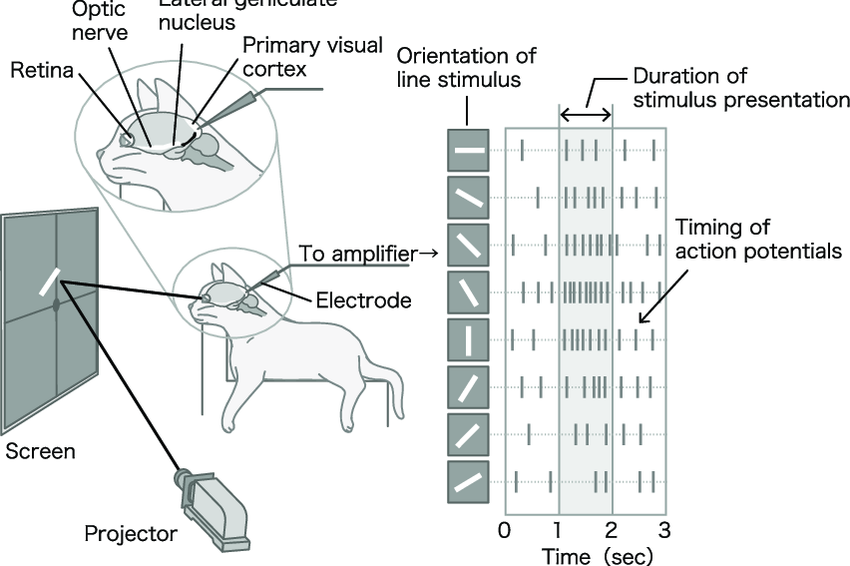 Optic
nerve
Lateral geniculate
nucleus
Retina
Primary visual
cortex
Orientation of
line stimulus
Duration of
stimulus presentation
Timing of
action potentials
To amplifier→
Electrode
Screen
Projector
0 1 2 3
Time (sec)